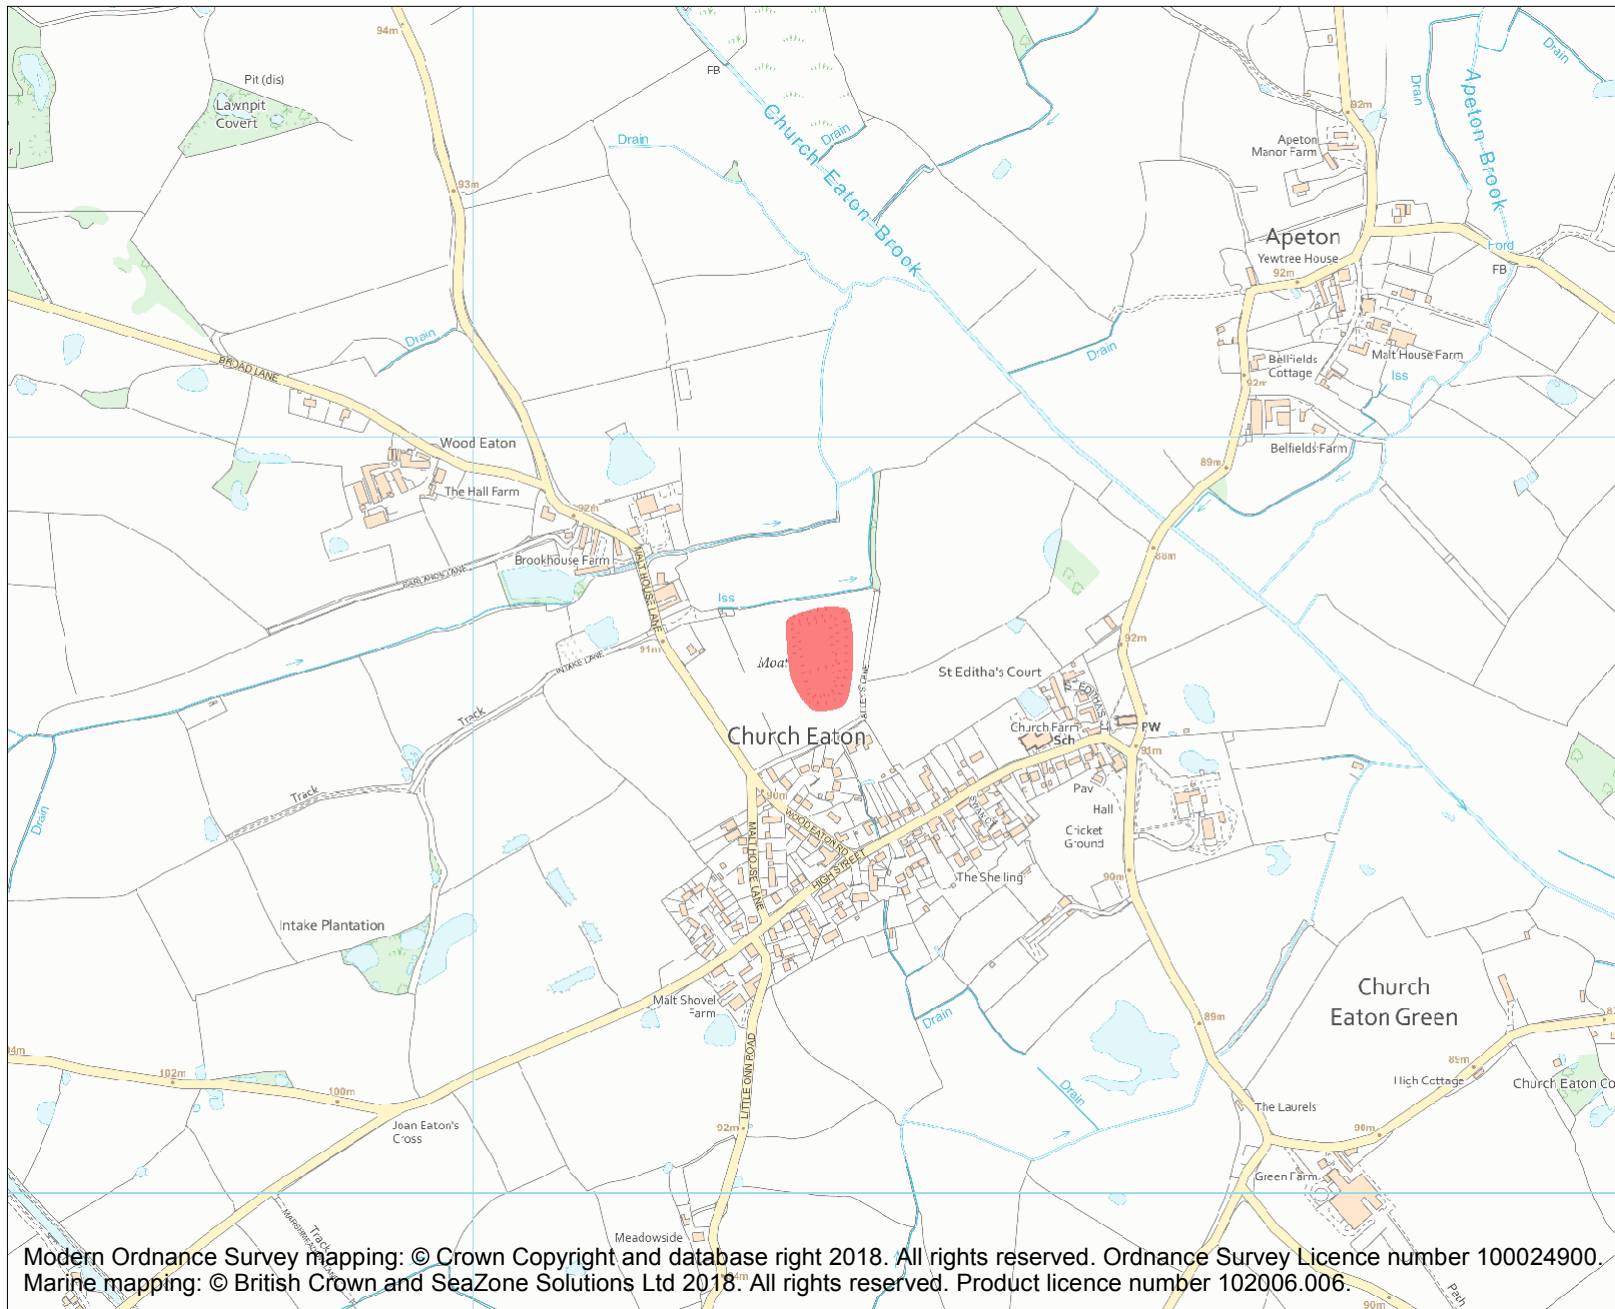 94m
Pit (dis)
Lawnpit
Covert
FB
Drain
Church Eaton Brook
Drain
Drain
Drain
Apeton Brook
92m
Apeton
Manor Farm
93m
Apeton
Yewtree House
92m
Ford
FB
Drain
BROAD LANE
Drain
Bellfields
Cottage
Malt House Farm
Iss
92m
Wood Eaton
Belfields Farm
89m
The Hall Farm
92m
88m
Brookhouse Farm
MALT HOUSE LANE
Iss
91m
INTAKE LANE
92m
St Editha's Court
Church Eaton
Church Farm
Sch
PW
91m
Track
Track
Drain
90m
WOOD EATON RD
MALT HOUSE LANE
HIGH STREET
Pav
Hall
Cricket
Ground
90m
Intake Plantation
Malt Shovel
Farm
Drain
89m
Church
Eaton Green
LITTLE ONN ROAD
102m
100m
Joan Eaton's
Cross
92m
Drain
89m
High Cottage
Church Eaton Co
The Laurels
90m
Green Farm
Track
Meadowside
94m
Path
90m
Modern Ordnance Survey mapping: © Crown Copyright and database right 2018. All rights reserved. Ordnance Survey Licence number 100024900.
Marine mapping: © British Crown and SeaZone Solutions Ltd 2018. All rights reserved. Product licence number 102006.006.